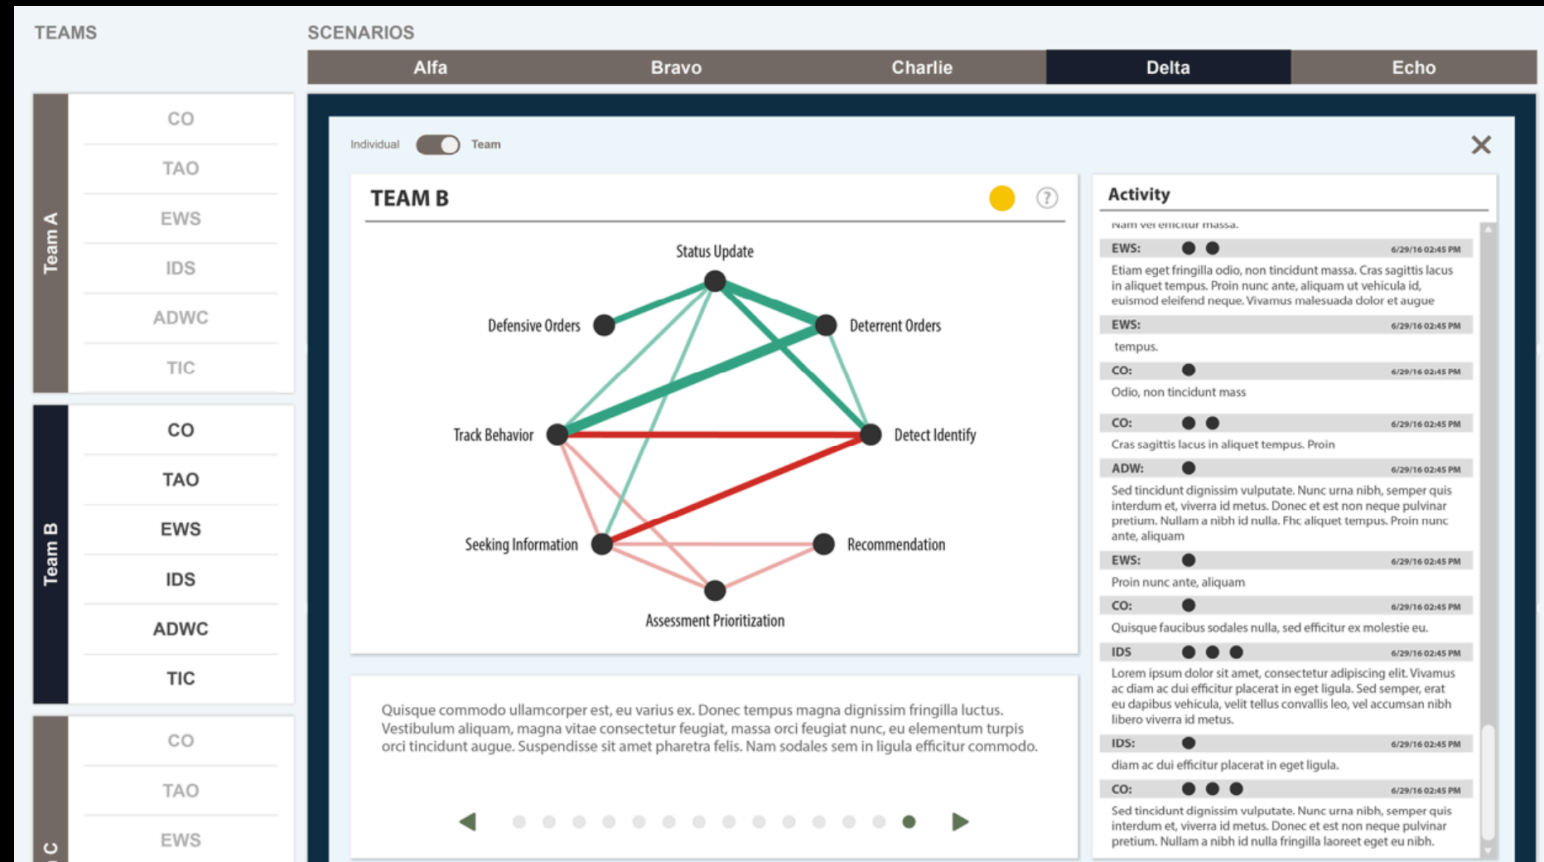 TEAMS
SCENARIOS
Alfa
Bravo
Charlie
Delta
Echo
Team A
CO
TAO
EWS
IDS
ADWC
TIC
Team B
CO
TAO
EWS
IDS
ADWC
TIC
C
CO
TAO
EWS
Individual
Team
TEAM B
?
Status Update
Defensive Orders
Deterrent Orders
Track Behavior
Detect Identify
Seeking Information
Recommendation
Assessment Prioritization
Quisque commodo ullamcorper est, eu varius ex. Donec tempus magna dignissim fringilla luctus.
Vestibulum aliquam, magna vitae consectetur feugiat, massa orci feugiat nunc, eu elementum turpis
orci tincidunt augue. Suspendisse sit amet pharetra felis. Nam sodales sem in ligula efficitur commodo.
Activity
Nam vel efficitur massa.
EWS: 6/29/16 02:45 PM
Etiam eget fringilla odio, non tincidunt massa. Cras sagittis lacus
in aliquet tempus. Proin nunc ante, aliquam ut vehicula id,
euismod eleifend neque. Vivamus malesuada dolor et augue
EWS: 6/29/16 02:45 PM
tempus.
CO: 6/29/16 02:45 PM
Odio, non tincidunt mass
CO: 6/29/16 02:45 PM
Cras sagittis lacus in aliquet tempus. Proin
ADW: 6/29/16 02:45 PM
Sed tincidunt dignissim vulputate. Nunc urna nibh, semper quis
interdum et, viverra id metus. Donec et est non neque pulvinar
pretium. Nullam a nibh id nulla. Fhc aliquet tempus. Proin nunc
ante, aliquam
EWS: 6/29/16 02:45 PM
Proin nunc ante, aliquam
CO: 6/29/16 02:45 PM
Quisque faucibus sodales nulla, sed efficitur ex molestie eu.
IDS 6/29/16 02:45 PM
Lorem ipsum dolor sit amet, consectetur adipiscing elit. Vivamus
ac diam ac dui efficitur placerat in eget ligula. Sed semper, erat
eu dapibus vehicula, velit tellus convallis leo, vel accumsan nibh
libero viverra id metus.
IDS: 6/29/16 02:45 PM
diam ac dui efficitur placerat in eget ligula.
CO: 6/29/16 02:45 PM
Sed tincidunt dignissim vulputate. Nunc urna nibh, semper quis
interdum et, viverra id metus. Donec et est non neque pulvinar
pretium. Nullam a nibh id nulla fringilla laoreet eget eu nibh.